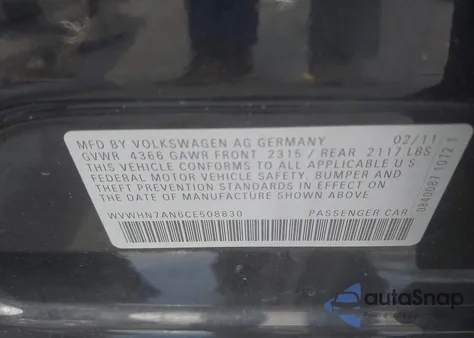 MFD BY VOLKSWAGEN AG GERMANY 02/11
GVWR 4366 GAWR FRONT 2315 / REAR 2117 LBS
THIS VEHICLE CONFORMS TO ALL APPLICABLE U S
FEDERAL MOTOR VEHICLE SAFETY, BUMPER AND
THEFT PREVENTION STANDARDS IN EFFECT ON
THE DATE OF MANUFACTURE SHOWN ABOVE.
WVWHN7AN6CE508830 PASSENGER CAR
0840087 10721
autoSnap